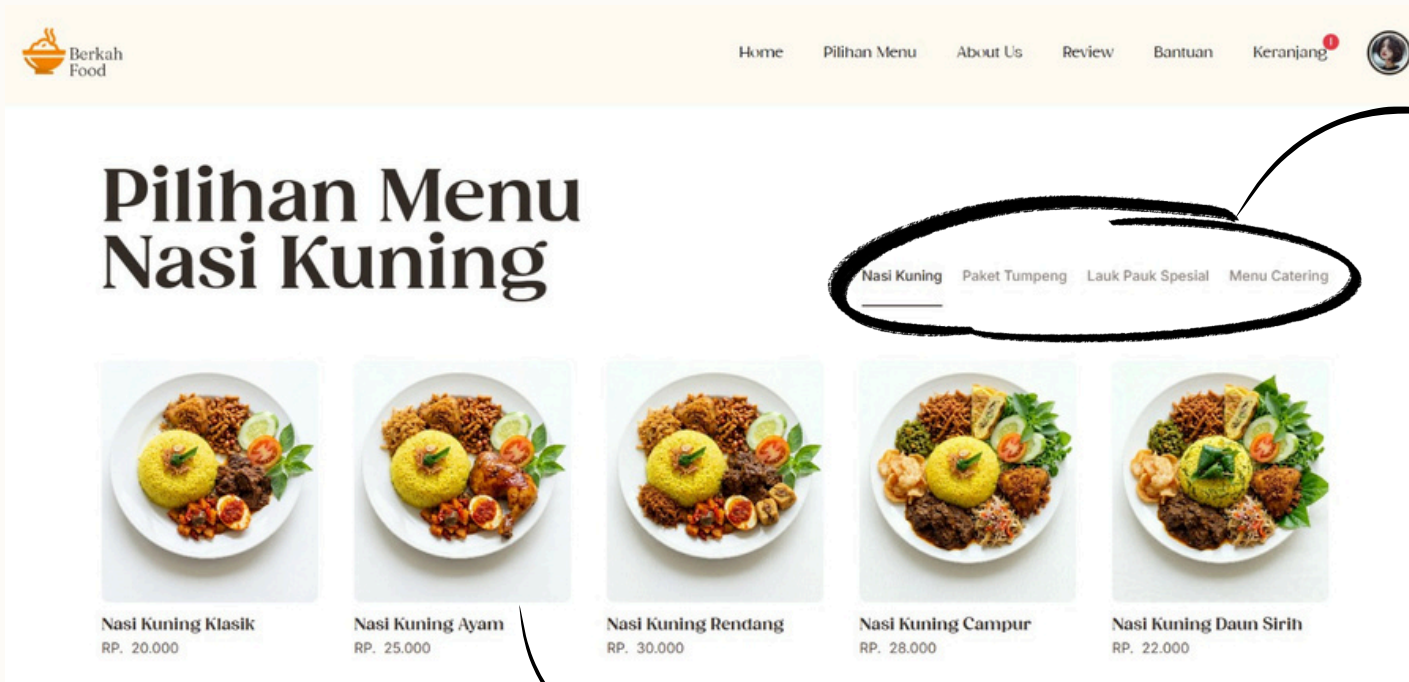 Berkah
Food
Home Pilihan Menu About Us Review Bantuan Keranjang 1
Pilihan Menu
Nasi Kuning
Nasi Kuning Paket Tumpeng Lauk Pauk Spesial Menu Catering
Nasi Kuning Klasik
RP. 20.000
Nasi Kuning Ayam
RP. 25.000
Nasi Kuning Rendang
RP. 30.000
Nasi Kuning Campur
RP. 28.000
Nasi Kuning Daun Sirih
RP. 22.000